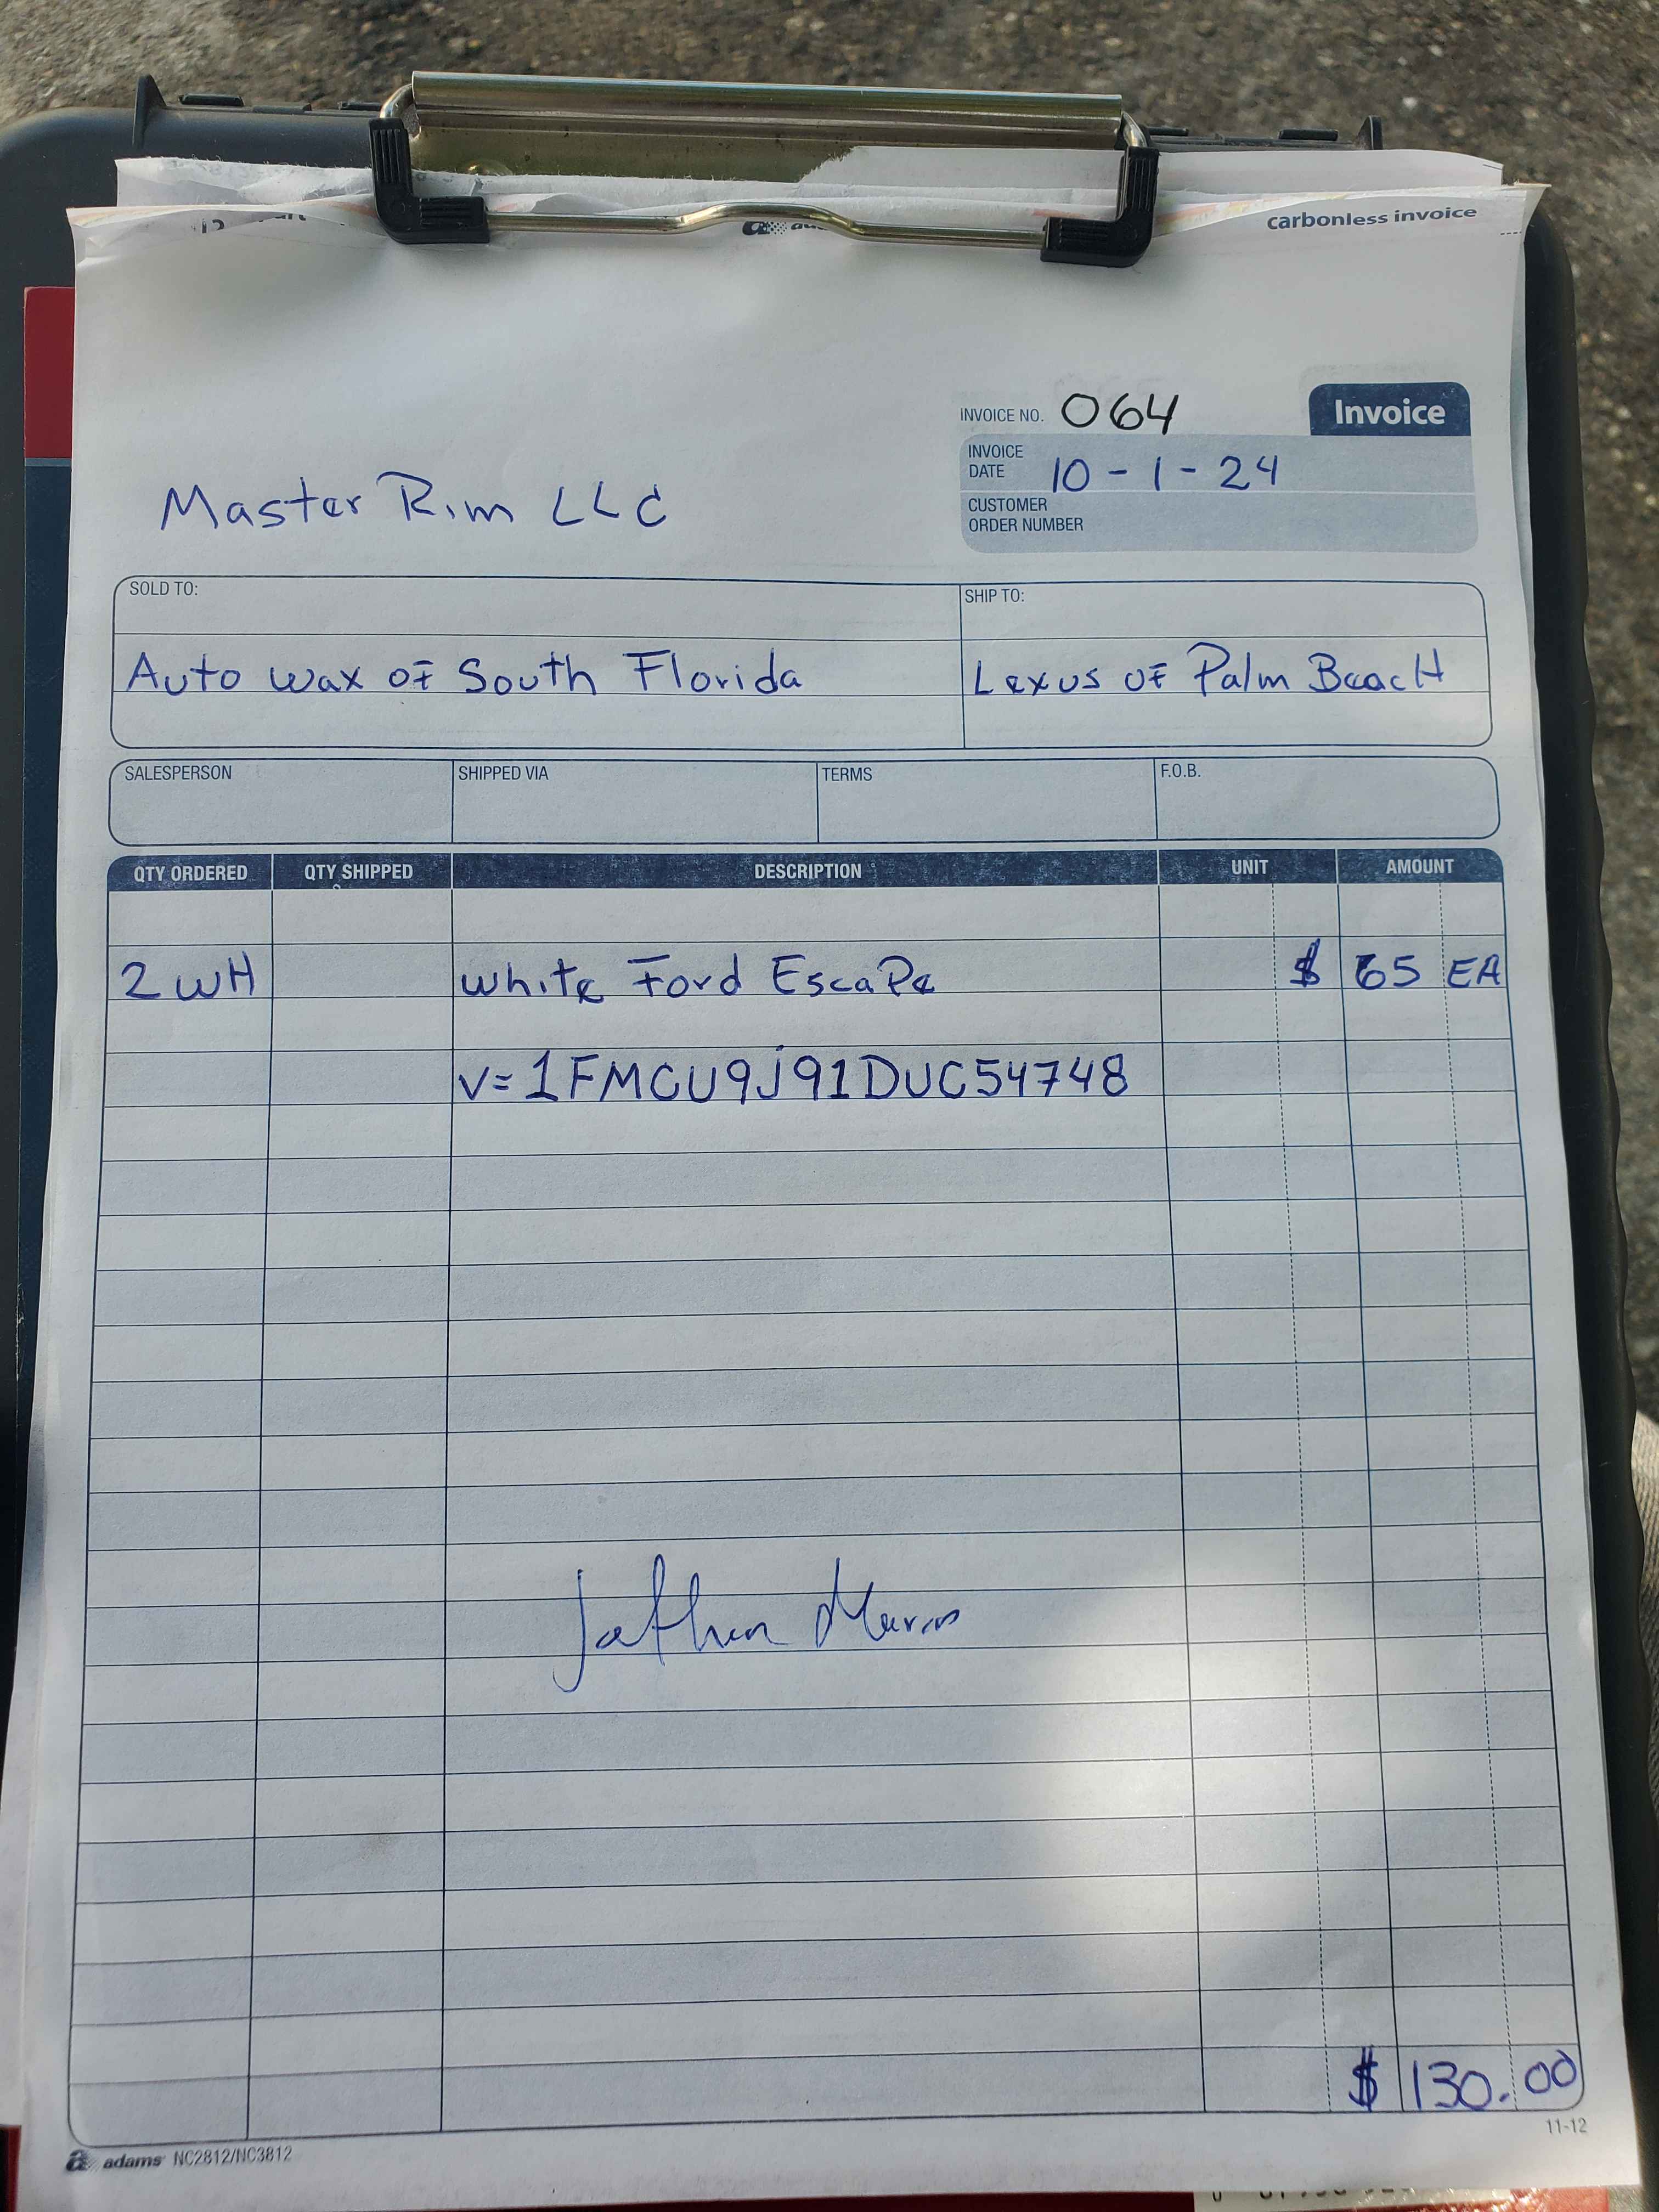 carbonless invoice
INVOICE NO. 064
Invoice
INVOICE DATE 10-1-24
CUSTOMER ORDER NUMBER
Master Rim LLC
SOLD TO:
SHIP TO:
Auto wax of South Florida
Lexus of Palm Beach
SALESPERSON SHIPPED VIA TERMS F.O.B.
QTY ORDERED QTY SHIPPED DESCRIPTION UNIT AMOUNT
2 WH white Ford Escape $ 65 EA
V=1FMCU9J91DUC54748
$ 130.00
11-12
adams NC2812/NC3812